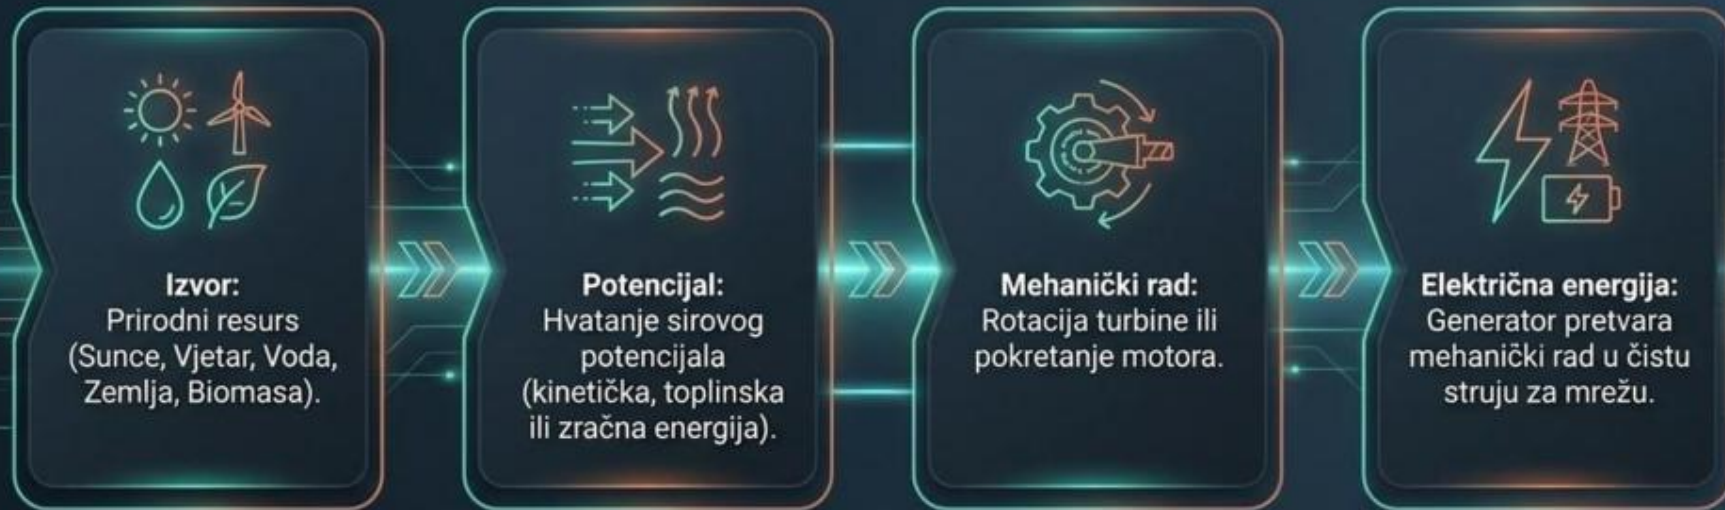 Izvor:
Prirodni resurs
(Sunce, Vjetar, Voda,
Zemlja, Biomasa).
Potencijal:
Hvatanje sirovog
potencijala
(kinetička, toplinska
ili zračna energija).
Mehanički rad:
Rotacija turbine ili
pokretanje motora.
Električna energija:
Generator pretvara
mehanički rad u čistu
struju za mrežu.